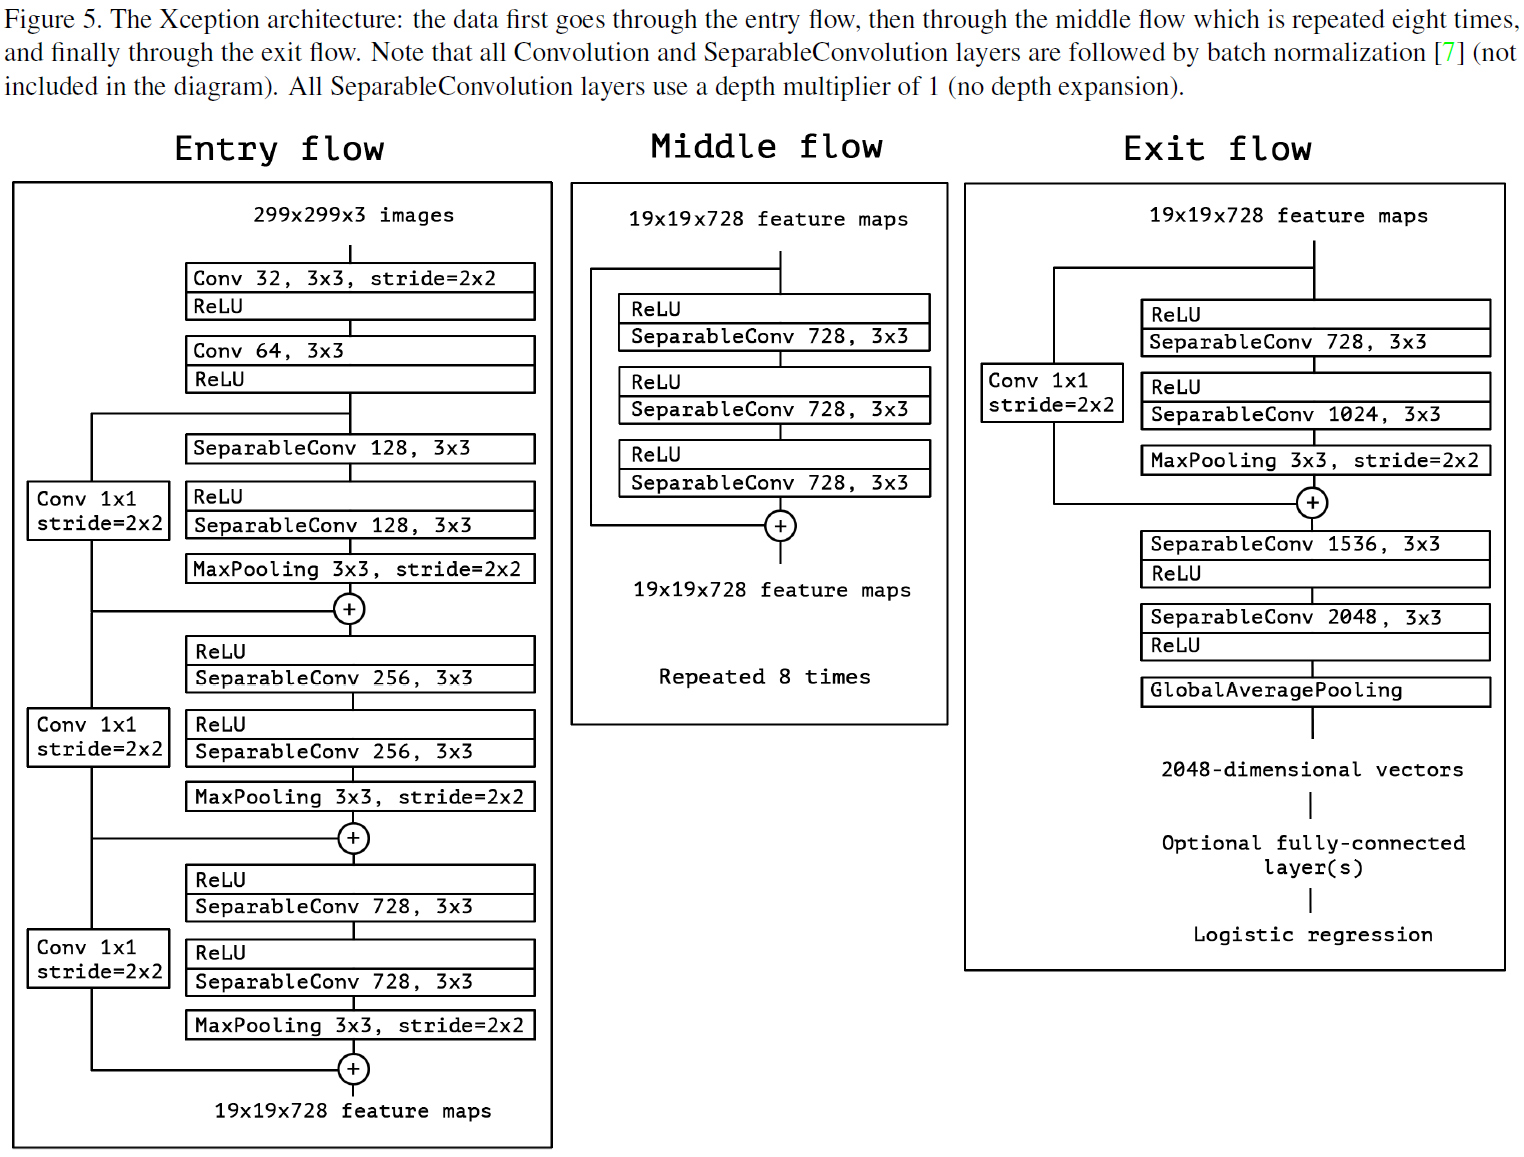 Figure 5. The Xception architecture: the data first goes through the entry flow, then through the middle flow which is repeated eight times,
and finally through the exit flow. Note that all Convolution and SeparableConvolution layers are followed by batch normalization [7] (not
included in the diagram). All SeparableConvolution layers use a depth multiplier of 1 (no depth expansion).
Entry flow
299x299x3 images
Conv 32, 3x3, stride=2x2
ReLU
Conv 64, 3x3
ReLU
SeparableConv 128, 3x3
Conv 1x1
stride=2x2
ReLU
SeparableConv 128, 3x3
MaxPooling 3x3, stride=2x2
+
ReLU
SeparableConv 256, 3x3
Conv 1x1
stride=2x2
ReLU
SeparableConv 256, 3x3
MaxPooling 3x3, stride=2x2
+
ReLU
SeparableConv 728, 3x3
Conv 1x1
stride=2x2
ReLU
SeparableConv 728, 3x3
MaxPooling 3x3, stride=2x2
+
19x19x728 feature maps
Middle flow
19x19x728 feature maps
ReLU
SeparableConv 728, 3x3
ReLU
SeparableConv 728, 3x3
ReLU
SeparableConv 728, 3x3
+
19x19x728 feature maps
Repeated 8 times
Exit flow
19x19x728 feature maps
ReLU
SeparableConv 728, 3x3
Conv 1x1
stride=2x2
ReLU
SeparableConv 1024, 3x3
MaxPooling 3x3, stride=2x2
+
SeparableConv 1536, 3x3
ReLU
SeparableConv 2048, 3x3
ReLU
GlobalAveragePooling
2048-dimensional vectors
Optional fully-connected
layer(s)
Logistic regression